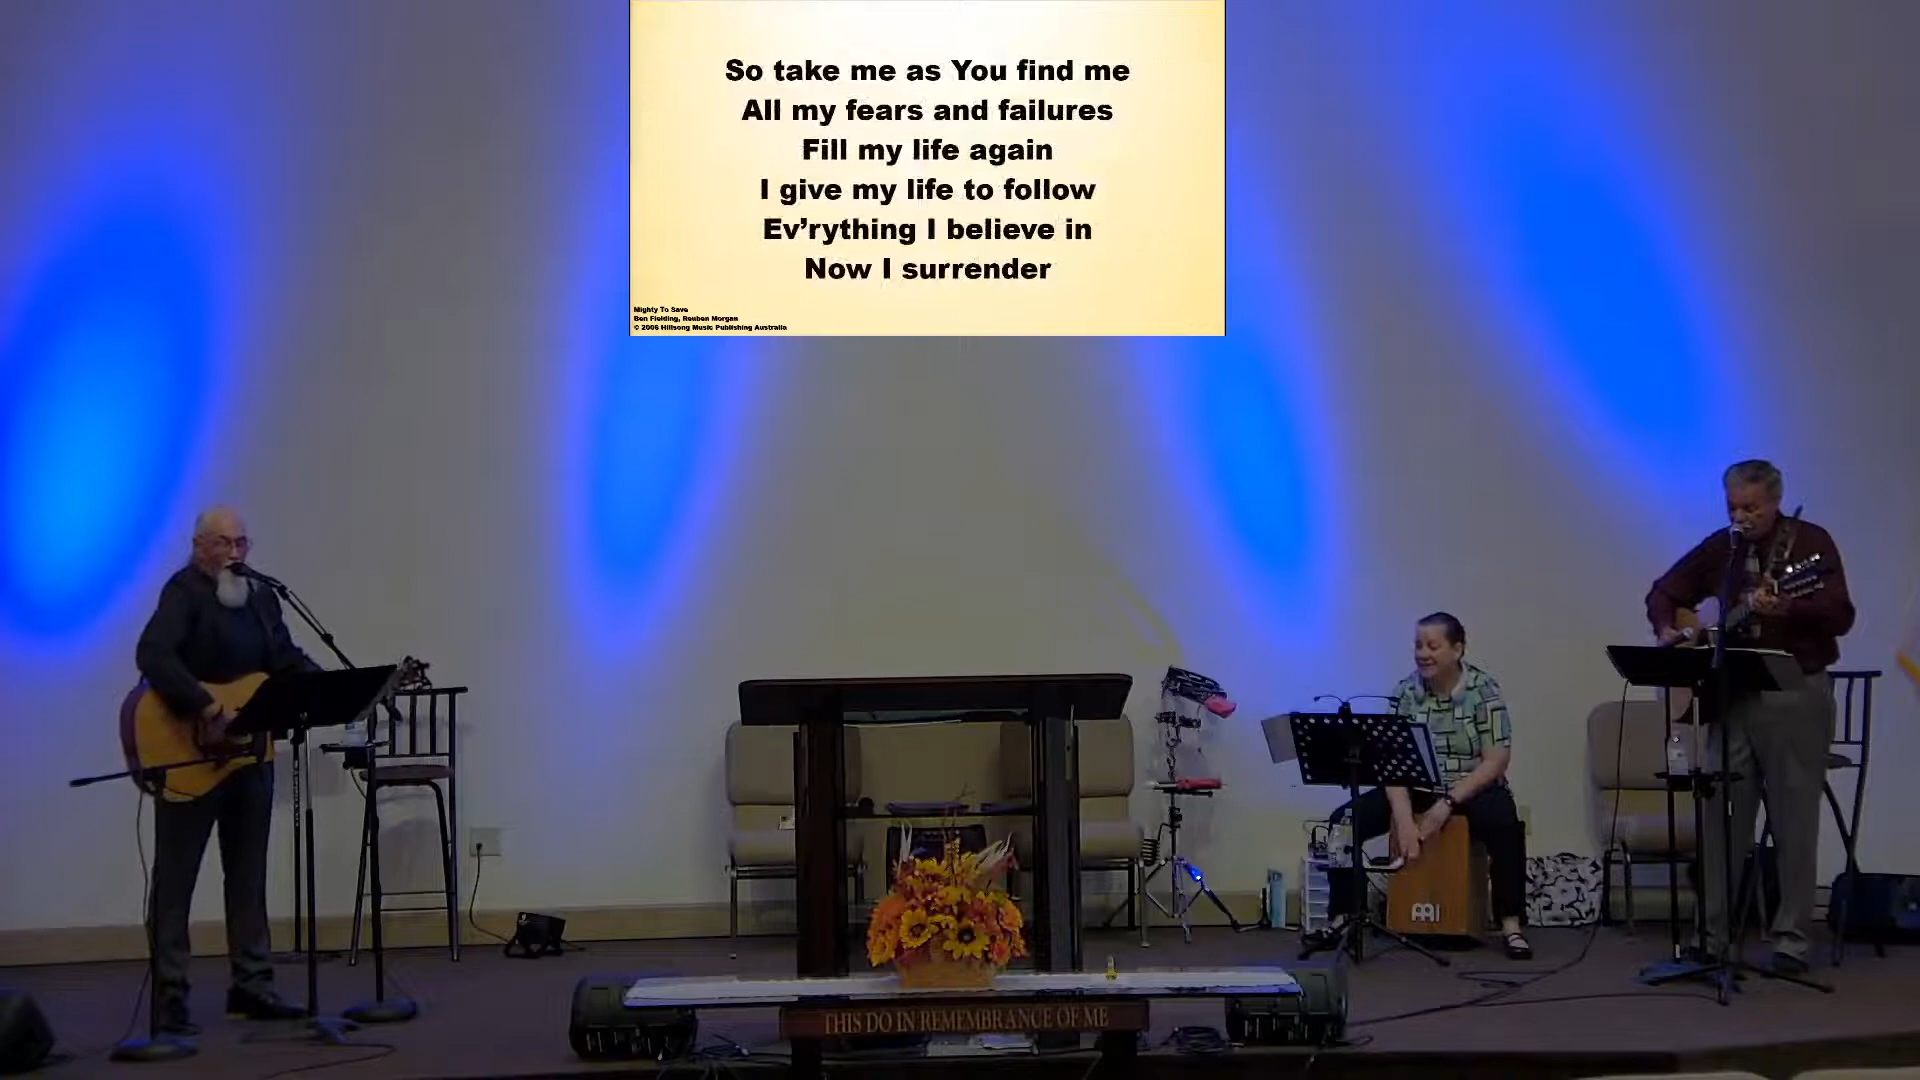 So take me as You find me
All my fears and failures
Fill my life again
I give my life to follow
Ev’rything I believe in
Now I surrender
Mighty To Save
Ben Fielding, Reuben Morgan
© 2006 Hillsong Music Publishing Australia
THIS DO IN REMEMBRANCE OF ME